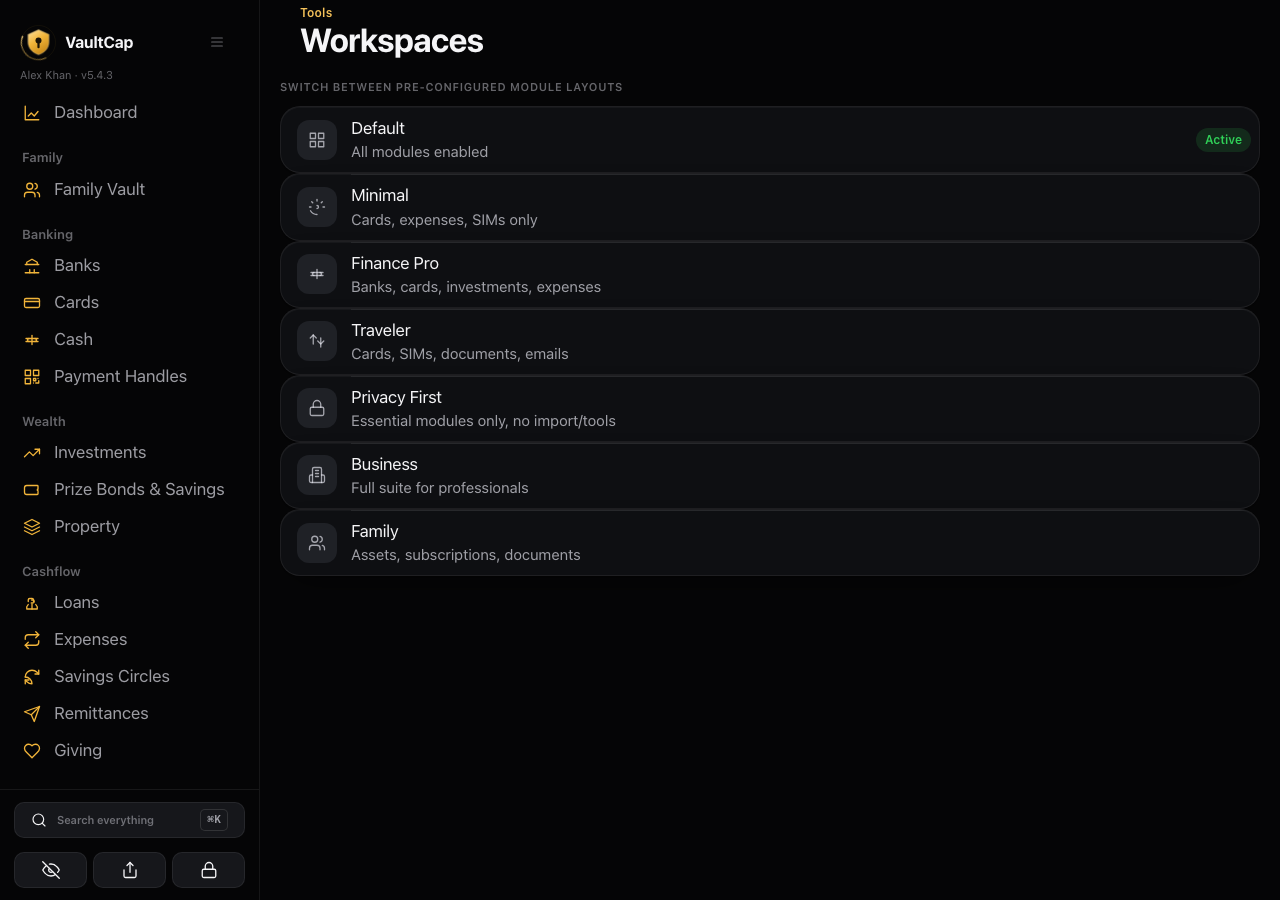 VaultCap
Alex Khan · v5.4.3
Dashboard
Family
Family Vault
Banking
Banks
Cards
Cash
Payment Handles
Wealth
Investments
Prize Bonds & Savings
Property
Cashflow
Loans
Expenses
Savings Circles
Remittances
Giving
Search everything ⌘K
Tools
Workspaces
SWITCH BETWEEN PRE-CONFIGURED MODULE LAYOUTS
Default
All modules enabled
Active
Minimal
Cards, expenses, SIMs only
Finance Pro
Banks, cards, investments, expenses
Traveler
Cards, SIMs, documents, emails
Privacy First
Essential modules only, no import/tools
Business
Full suite for professionals
Family
Assets, subscriptions, documents